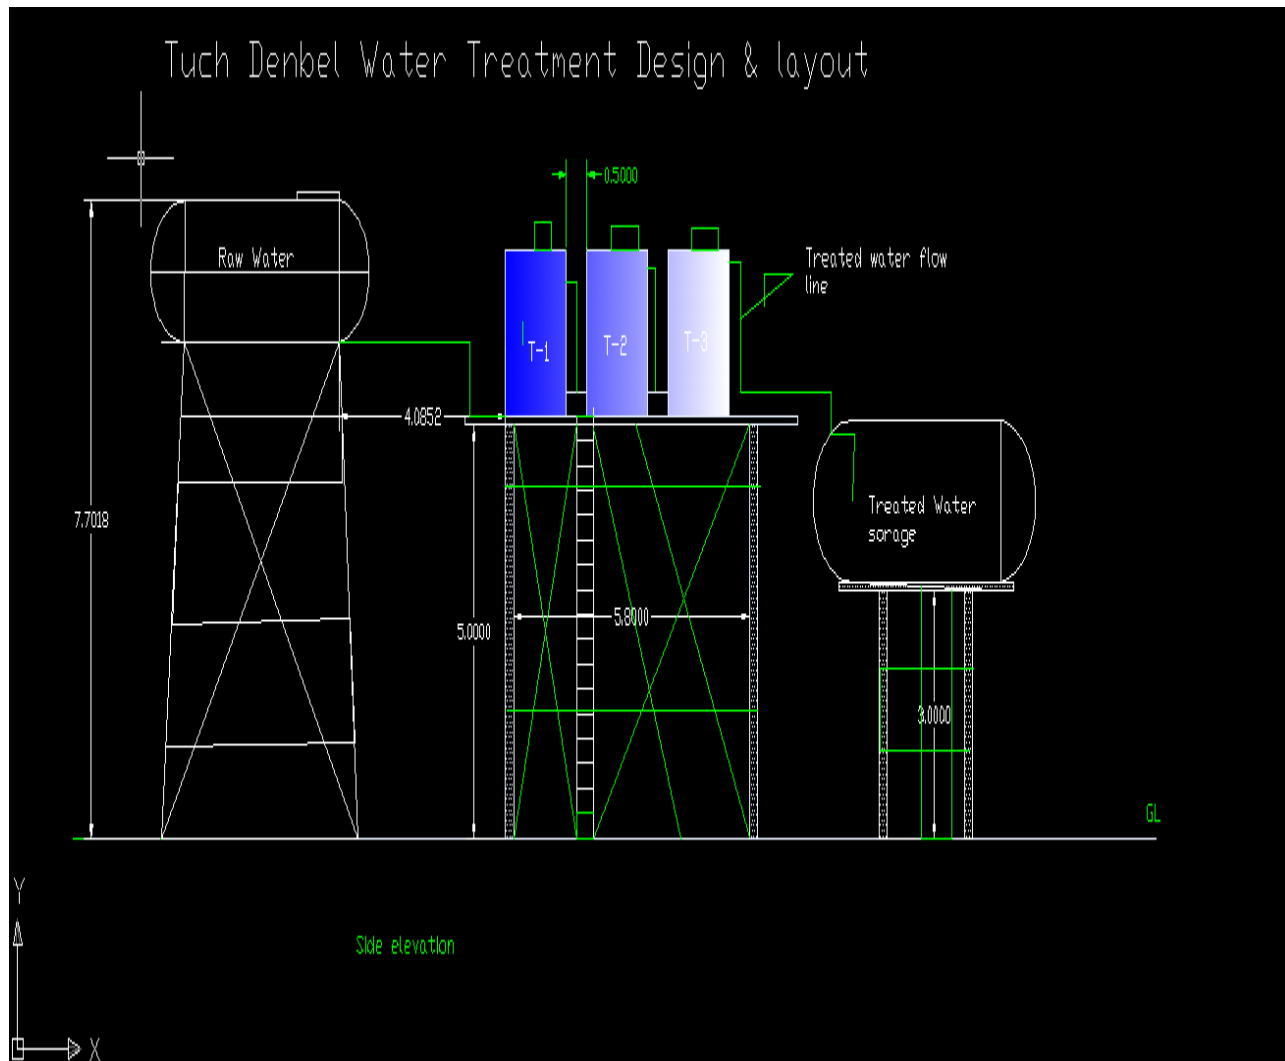 Tuch Denbel Water Treatment Design & layout
0.5000
Raw Water
Treated water flow
line
T-1
T-2
T-3
4.0852
7.7018
Treated Water
sorage
5.0000
5.8000
3.0000
GL
Y
Side elevation
X